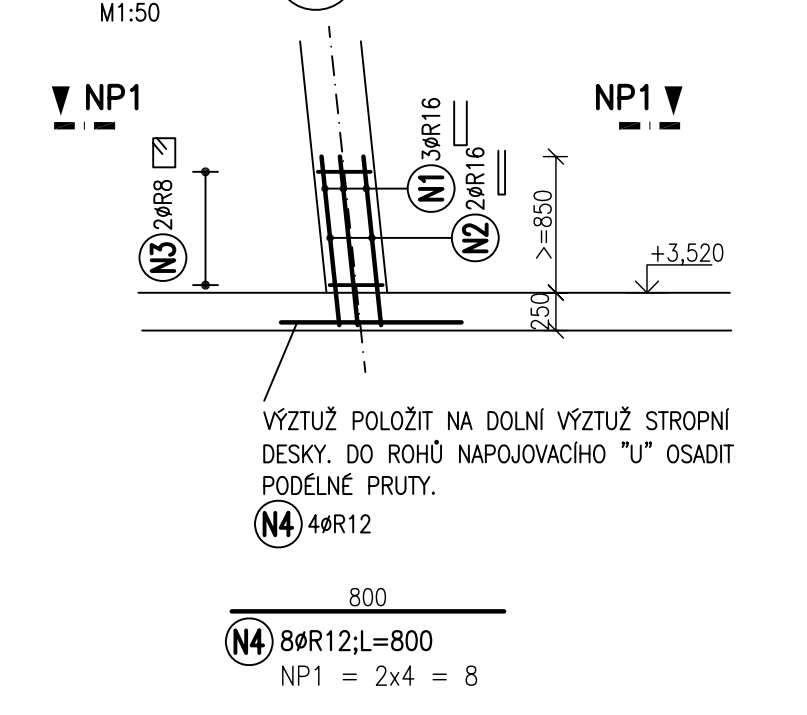 M1:50
NP1
NP1
N3 2øR8
N1 3øR16
N2 2øR16
>=850
250
+3,520
VÝZTUŽ POLOŽIT NA DOLNÍ VÝZTUŽ STROPNÍ
DESKY. DO ROHŮ NAPOJOVACÍHO "U" OSADIT
PODÉLNÉ PRUTY.
N4 4øR12
800
N4 8øR12;L=800
NP1 = 2x4 = 8